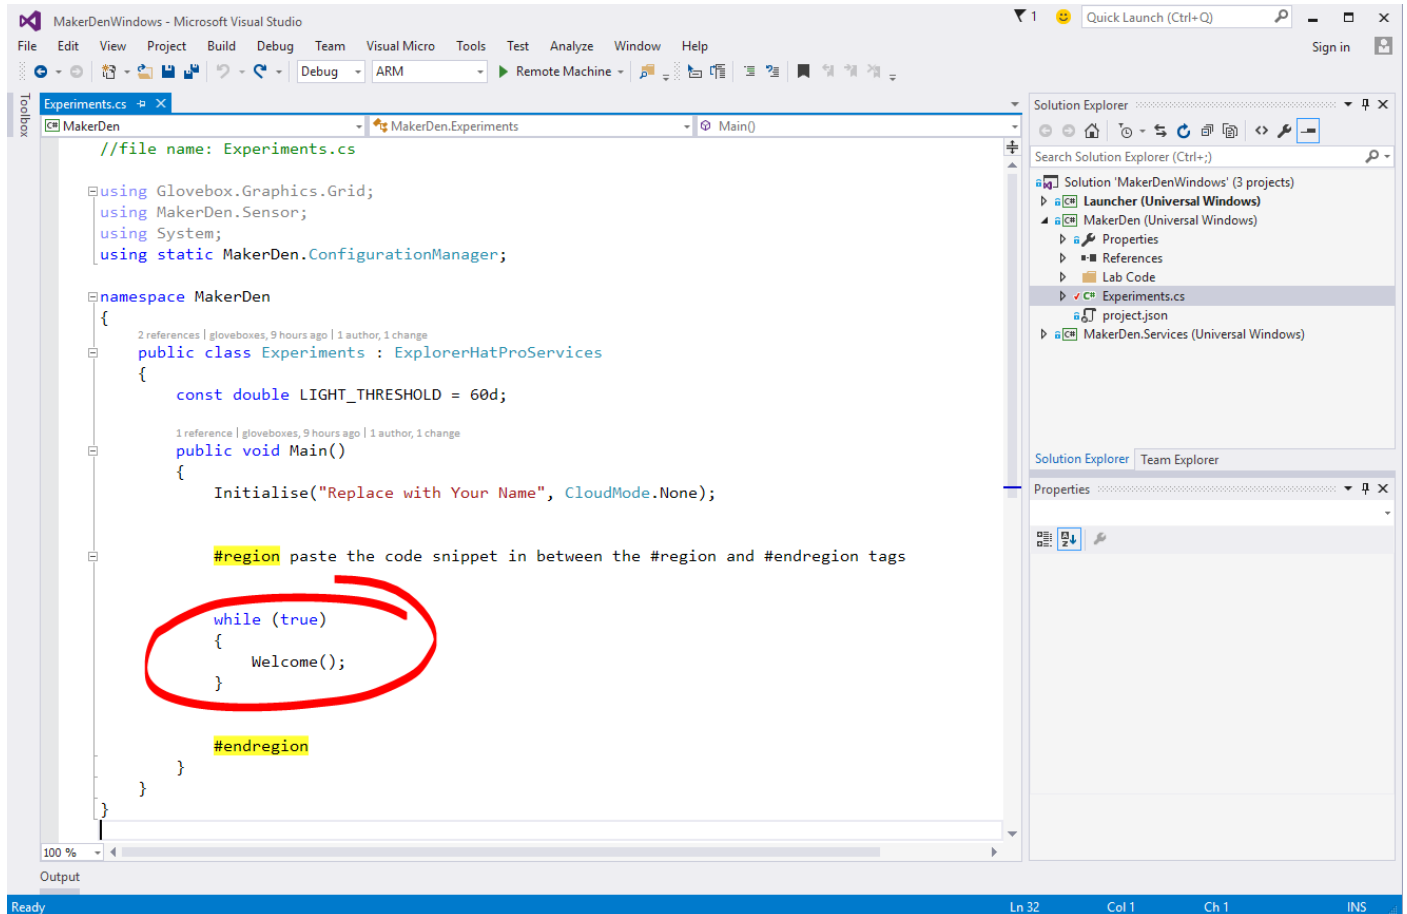 MakerDenWindows - Microsoft Visual Studio
1
Quick Launch (Ctrl+Q)
File Edit View Project Build Debug Team Visual Micro Tools Test Analyze Window Help
Sign in
Debug ARM Remote Machine
Toolbox
Experiments.cs
MakerDen MakerDen.Experiments Main()
//file name: Experiments.cs
using Glovebox.Graphics.Grid;
using MakerDen.Sensor;
using System;
using static MakerDen.ConfigurationManager;
namespace MakerDen
{
2 references | gloveboxes, 9 hours ago | 1 author, 1 change
public class Experiments : ExplorerHatProServices
{
const double LIGHT_THRESHOLD = 60d;
1 reference | gloveboxes, 9 hours ago | 1 author, 1 change
public void Main()
{
Initialise("Replace with Your Name", CloudMode.None);
#region paste the code snippet in between the #region and #endregion tags
while (true)
{
Welcome();
}
#endregion
}
}
}
100 %
Output
Solution Explorer
Search Solution Explorer (Ctrl+;)
Solution 'MakerDenWindows' (3 projects)
C# Launcher (Universal Windows)
C# MakerDen (Universal Windows)
Properties
References
Lab Code
C# Experiments.cs
project.json
C# MakerDen.Services (Universal Windows)
Solution Explorer Team Explorer
Properties
Ready Ln 32 Col 1 Ch 1 INS